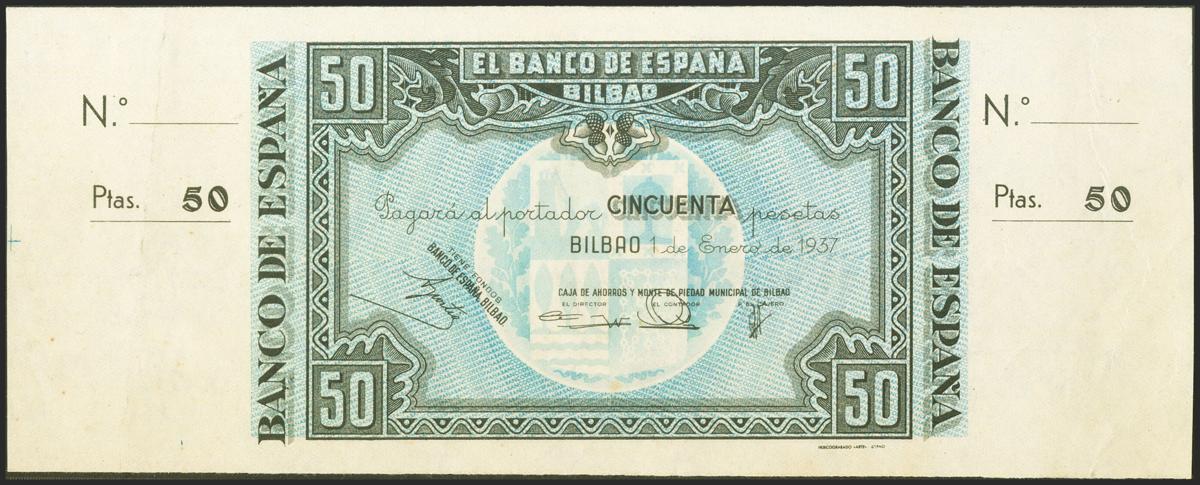 50
EL BANCO DE ESPAÑA
50
BILBAO
N.º
BANCO DE ESPAÑA
BANCO DE ESPAÑA
N.º
Ptas. 50
Ptas. 50
Pagará al portador CINCUENTA pesetas
BILBAO 1 de Enero de 1937
TIENE FONDOS
BANCO DE ESPAÑA, BILBAO
CAJA DE AHORROS Y MONTE DE PIEDAD MUNICIPAL DE BILBAO
EL DIRECTOR EL CONTADOR CAJERO
50
50
HUECOGRABADO «ARTE»